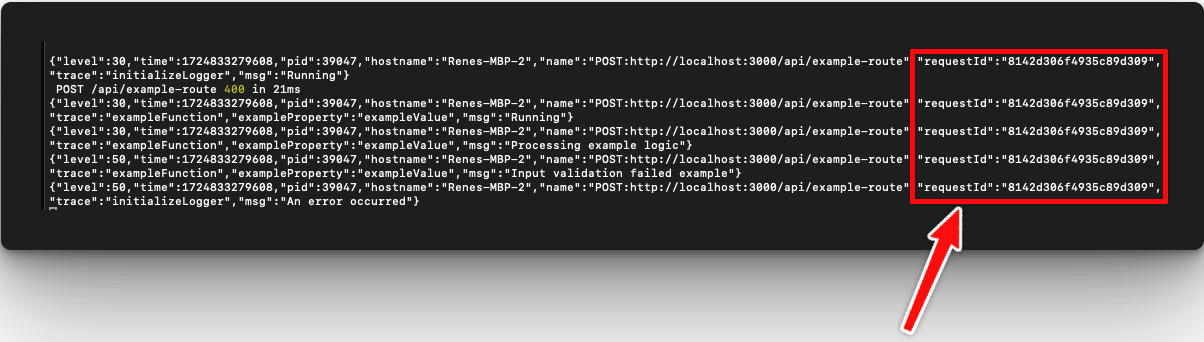 {"level":30,"time":1724833279608,"pid":39047,"hostname":"Renes-MBP-2","name":"POST:http://localhost:3000/api/example-route" "requestId":"8142d306f4935c89d309",
"trace":"initializeLogger","msg":"Running"}
POST /api/example-route 400 in 21ms
{"level":30,"time":1724833279608,"pid":39047,"hostname":"Renes-MBP-2","name":"POST:http://localhost:3000/api/example-route" "requestId":"8142d306f4935c89d309",
"trace":"exampleFunction","exampleProperty":"exampleValue","msg":"Running"}
{"level":30,"time":1724833279608,"pid":39047,"hostname":"Renes-MBP-2","name":"POST:http://localhost:3000/api/example-route" "requestId":"8142d306f4935c89d309",
"trace":"exampleFunction","exampleProperty":"exampleValue","msg":"Processing example logic"}
{"level":50,"time":1724833279608,"pid":39047,"hostname":"Renes-MBP-2","name":"POST:http://localhost:3000/api/example-route" "requestId":"8142d306f4935c89d309",
"trace":"exampleFunction","exampleProperty":"exampleValue","msg":"Input validation failed example"}
{"level":50,"time":1724833279608,"pid":39047,"hostname":"Renes-MBP-2","name":"POST:http://localhost:3000/api/example-route" "requestId":"8142d306f4935c89d309",
"trace":"initializeLogger","msg":"An error occurred"}